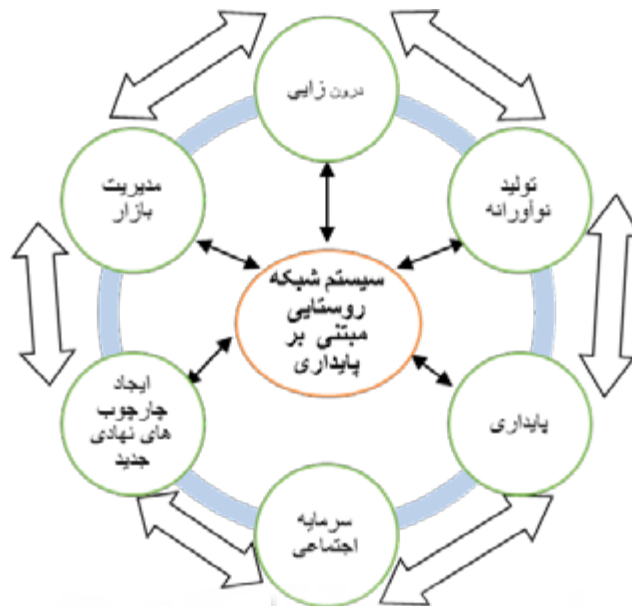 درون زایی
تولید
نوآورانه
پایداری
سرمایه
اجتماعی
ایجاد
چارچوب
های نهادی
جدید
مدیریت
بازار
سیستم شبکه
روستایی
مبتنی بر
پایداری